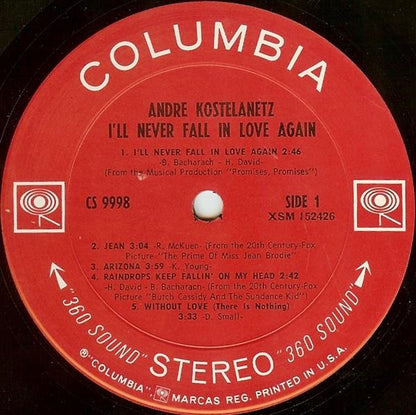 COLUMBIA
ANDRE KOSTELANETZ
I'LL NEVER FALL IN LOVE AGAIN
1. I'LL NEVER FALL IN LOVE AGAIN 2:46
-B. Bacharach - H. David-
(From the Musical Production "Promises, Promises")
CS 9998
SIDE 1
XSM 152426
2. JEAN 3:04 -R. McKuen- (From the 20th Century-Fox
Picture "The Prime Of Miss Jean Brodie")
3. ARIZONA 3:59 -K. Young-
4. RAINDROPS KEEP FALLIN' ON MY HEAD 2:42
-H. David - B. Bacharach- (From the 20th Century-Fox
Picture "Butch Cassidy And The Sundance Kid")
5. WITHOUT LOVE (There Is Nothing)
3:33 -D. Small-
"360 SOUND" STEREO "360 SOUND"
℗ "COLUMBIA", MARCAS REG. PRINTED IN U.S.A.